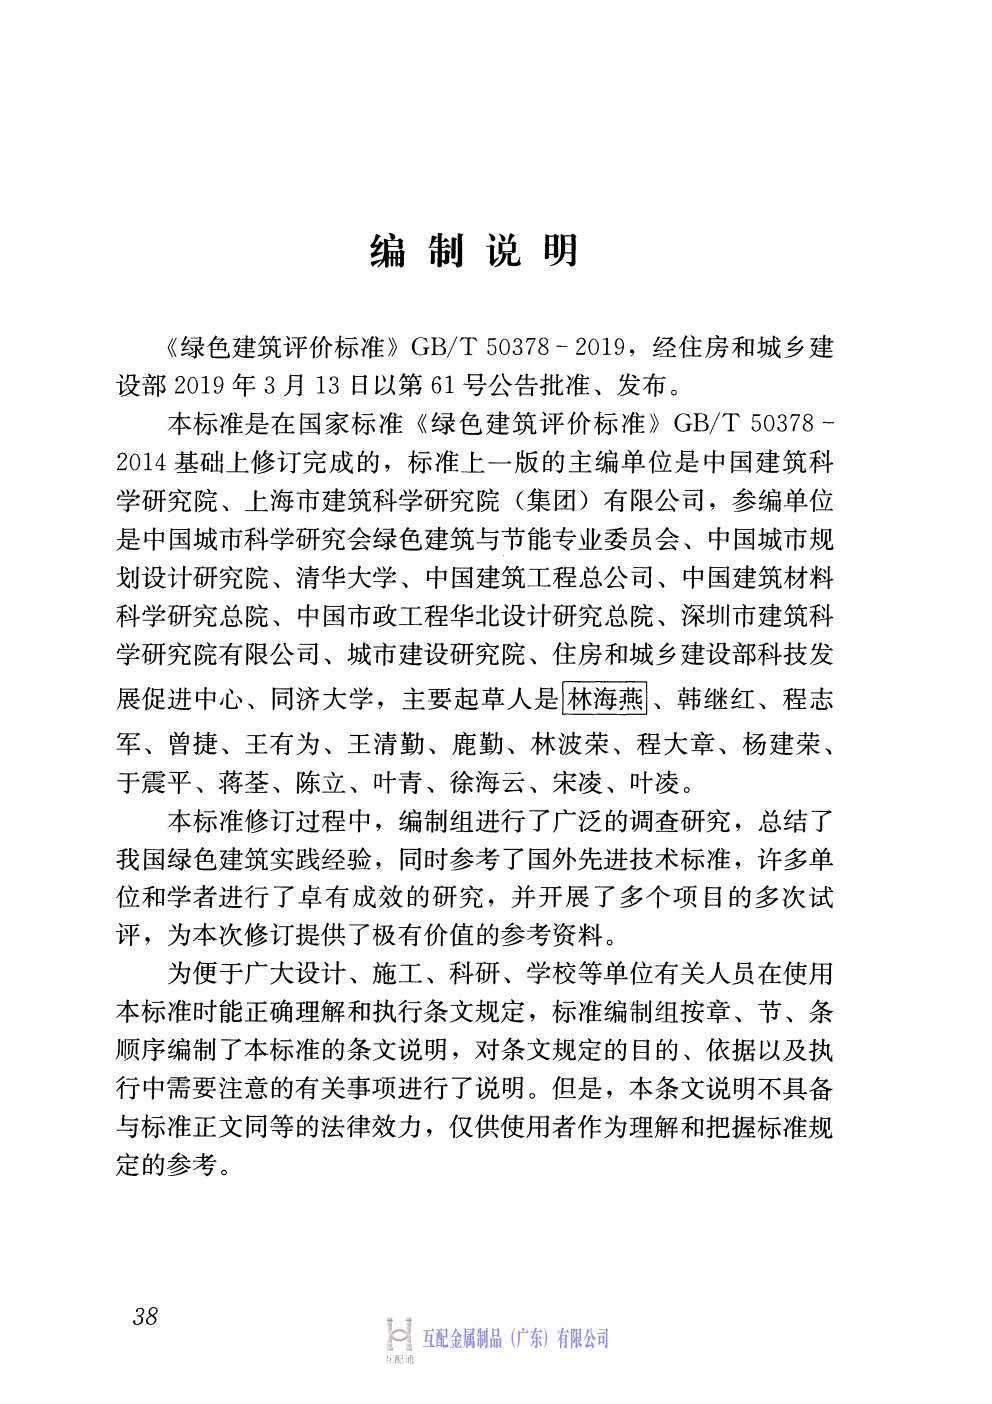 编制说明
《绿色建筑评价标准》GB/T 50378－2019，经住房和城乡建
设部 2019 年 3 月 13 日以第 61 号公告批准、发布。
本标准是在国家标准《绿色建筑评价标准》GB/T 50378－
2014 基础上修订完成的，标准上一版的主编单位是中国建筑科
学研究院、上海市建筑科学研究院（集团）有限公司，参编单位
是中国城市科学研究会绿色建筑与节能专业委员会、中国城市规
划设计研究院、清华大学、中国建筑工程总公司、中国建筑材料
科学研究总院、中国市政工程华北设计研究总院、深圳市建筑科
学研究院有限公司、城市建设研究院、住房和城乡建设部科技发
展促进中心、同济大学，主要起草人是林海燕、韩继红、程志
军、曾捷、王有为、王清勤、鹿勤、林波荣、程大章、杨建荣、
于震平、蒋荃、陈立、叶青、徐海云、宋凌、叶凌。
本标准修订过程中，编制组进行了广泛的调查研究，总结了
我国绿色建筑实践经验，同时参考了国外先进技术标准，许多单
位和学者进行了卓有成效的研究，并开展了多个项目的多次试
评，为本次修订提供了极有价值的参考资料。
为便于广大设计、施工、科研、学校等单位有关人员在使用
本标准时能正确理解和执行条文规定，标准编制组按章、节、条
顺序编制了本标准的条文说明，对条文规定的目的、依据以及执
行中需要注意的有关事项进行了说明。但是，本条文说明不具备
与标准正文同等的法律效力，仅供使用者作为理解和把握标准规
定的参考。
38
互配金属制品（广东）有限公司
互配通